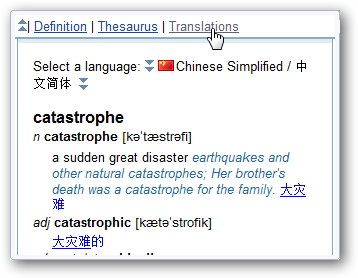 | Definition | Thesaurus | Translations
Select a language: Chinese Simplified / 中
文简体
catastrophe
n catastrophe [kəˈtæstrəfi]
a sudden great disaster earthquakes and
other natural catastrophes; Her brother's
death was a catastrophe for the family. 大灾
难
adj catastrophic [kætəˈstrofik]
大灾难的